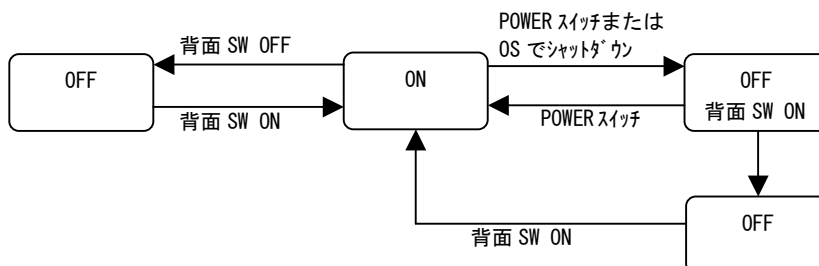 背面 SW OFF
POWER ｽｲｯﾁまたは
OS でｼｬｯﾄﾀﾞｳﾝ
OFF
ON
OFF
背面 SW ON
背面 SW ON
POWER ｽｲｯﾁ
OFF
背面 SW ON